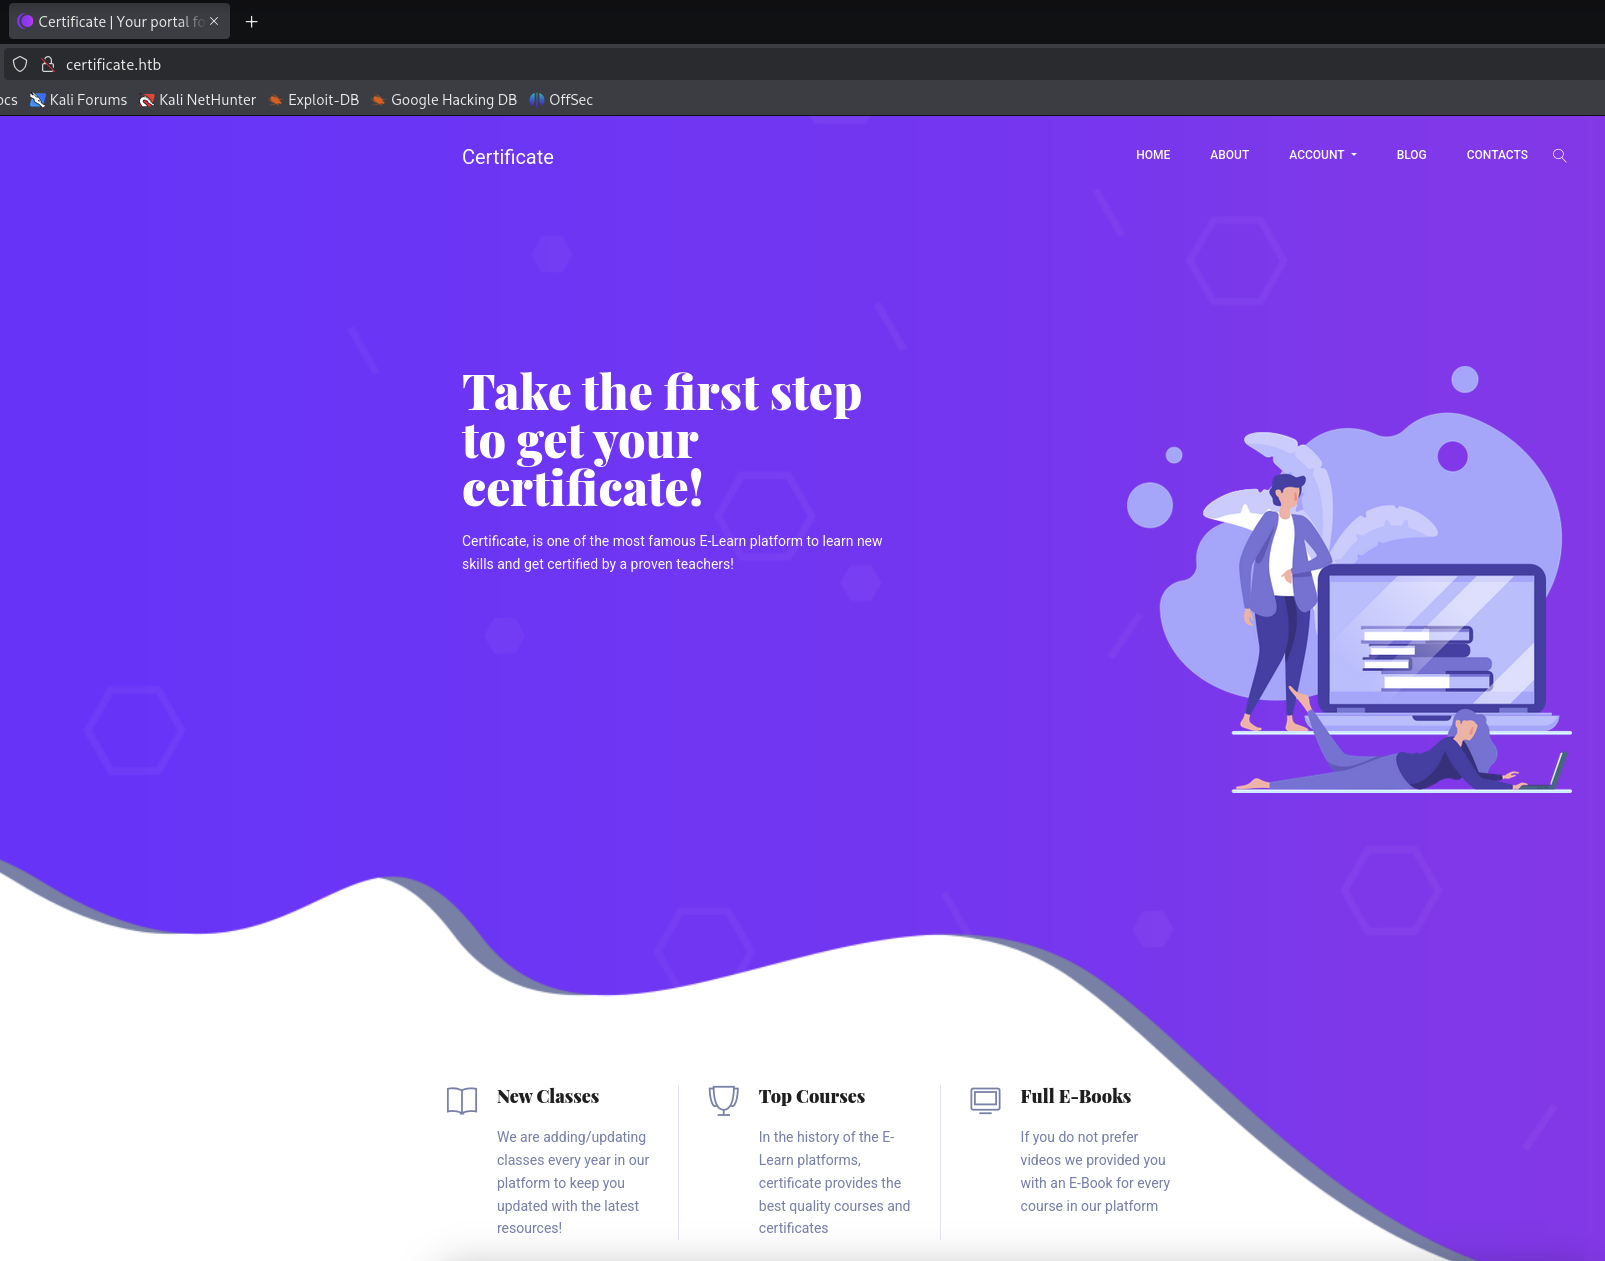 Certificate | Your portal fo
certificate.htb
ocs Kali Forums Kali NetHunter Exploit-DB Google Hacking DB OffSec
Certificate HOME ABOUT ACCOUNT BLOG CONTACTS
Take the first step
to get your
certificate!
Certificate, is one of the most famous E-Learn platform to learn new
skills and get certified by a proven teachers!
New Classes
We are adding/updating
classes every year in our
platform to keep you
updated with the latest
resources!
Top Courses
In the history of the E-
Learn platforms,
certificate provides the
best quality courses and
certificates
Full E-Books
If you do not prefer
videos we provided you
with an E-Book for every
course in our platform